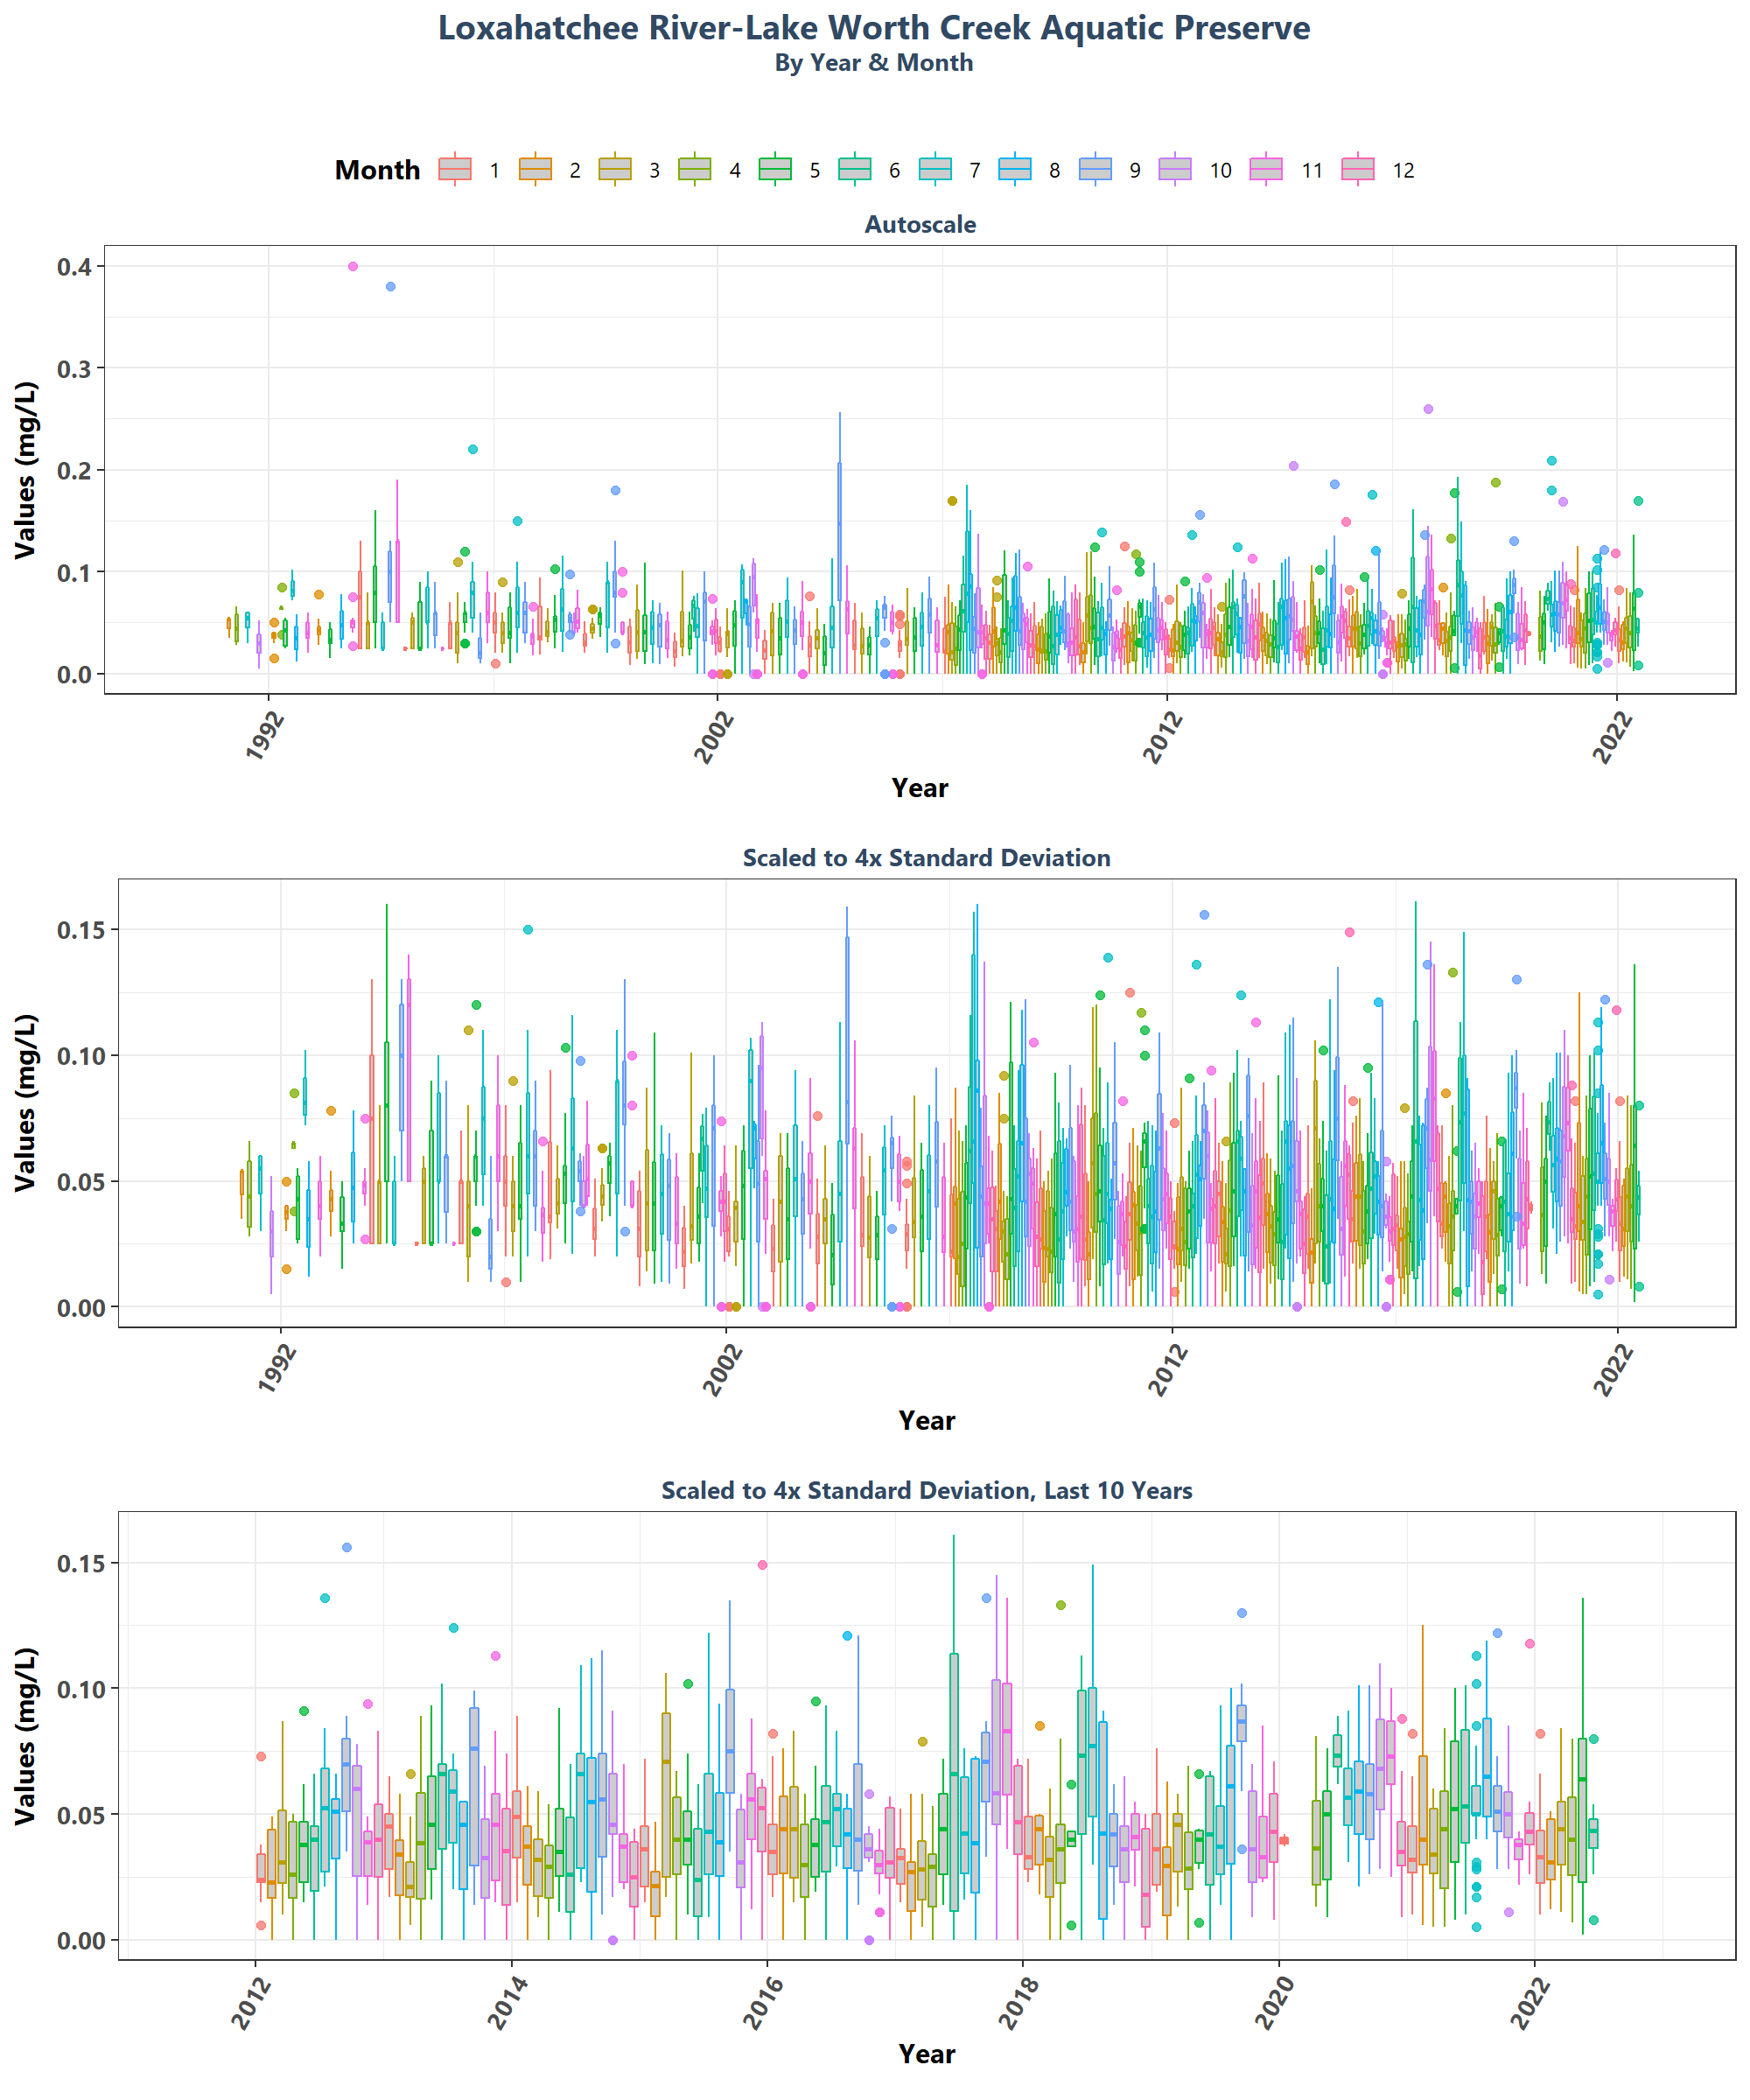 Loxahatchee River-Lake Worth Creek Aquatic Preserve
By Year & Month
Month 1 2 3 4 5 6 7 8 9 10 11 12
Autoscale
Values (mg/L)
0.4
0.3
0.2
0.1
0.0
1992 2002 2012 2022
Year
Scaled to 4x Standard Deviation
Values (mg/L)
0.15
0.10
0.05
0.00
1992 2002 2012 2022
Year
Scaled to 4x Standard Deviation, Last 10 Years
Values (mg/L)
0.15
0.10
0.05
0.00
2012 2014 2016 2018 2020 2022
Year